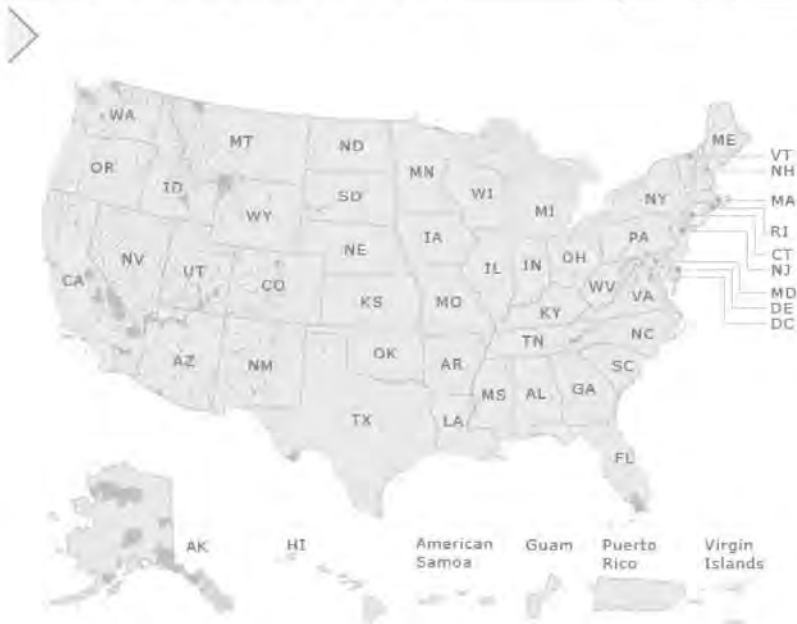 WA
MT
ND
ME
VT
OR
MN
NH
ID
SD
WI
NY
MA
WY
MI
RI
IA
PA
CT
NE
NV
OH
NJ
UT
IL
IN
CA
CO
WV
MD
VA
DE
KS
MO
KY
DC
NC
TN
OK
AZ
NM
AR
SC
MS
AL
GA
TX
LA
FL
AK
HI
American
Samoa
Guam
Puerto
Rico
Virgin
Islands